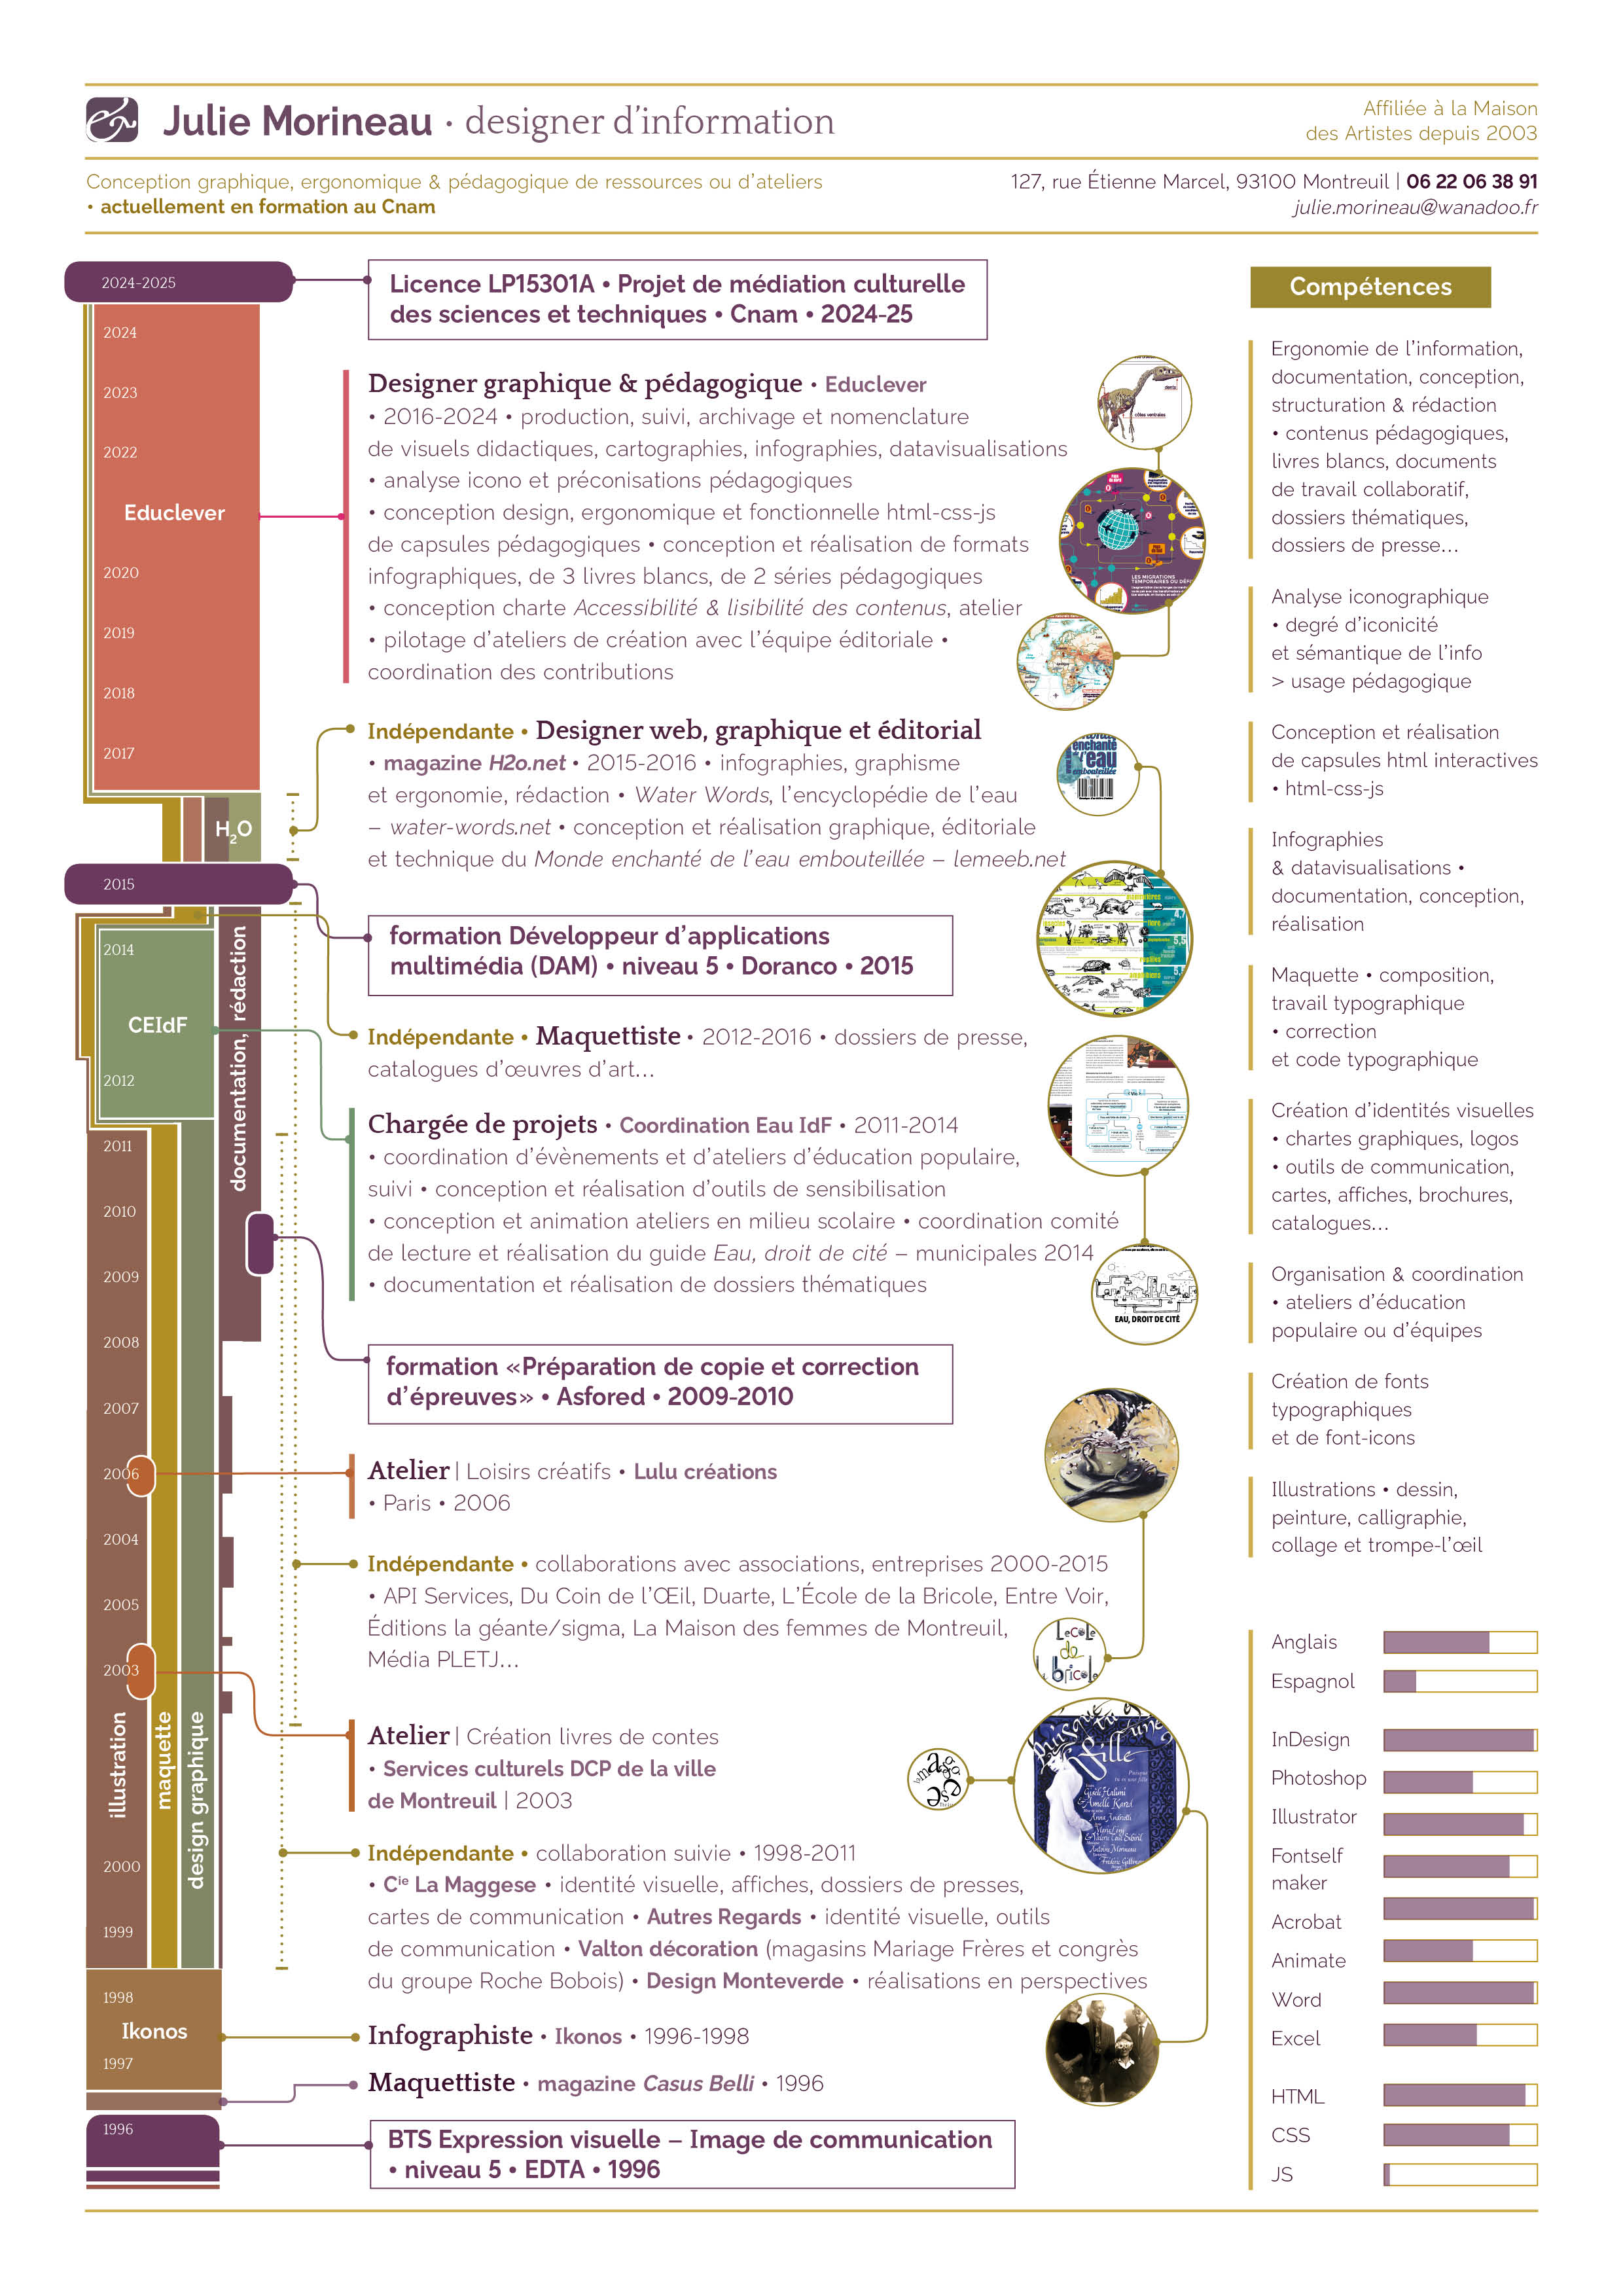 Julie Morineau · designer d’information
Affiliée à la Maison
des Artistes depuis 2003
Conception graphique, ergonomique & pédagogique de ressources ou d’ateliers
• actuellement en formation au Cnam
127, rue Étienne Marcel, 93100 Montreuil | 06 22 06 38 91
julie.morineau@wanadoo.fr
2024-2025
2024
2023
2022
Educlever
2020
2019
2018
2017
H2O
2015
2014
CEIdF
2012
documentation, rédaction
2011
2010
2009
2008
2007
2006
2004
2005
2003
illustration
maquette
design graphique
2000
1999
1998
Ikonos
1997
1996
Licence LP15301A • Projet de médiation culturelle
des sciences et techniques • Cnam • 2024-25
Designer graphique & pédagogique • Educlever
• 2016-2024 • production, suivi, archivage et nomenclature
de visuels didactiques, cartographies, infographies, datavisualisations
• analyse icono et préconisations pédagogiques
• conception design, ergonomique et fonctionnelle html-css-js
de capsules pédagogiques • conception et réalisation de formats
infographiques, de 3 livres blancs, de 2 séries pédagogiques
• conception charte Accessibilité & lisibilité des contenus, atelier
• pilotage d’ateliers de création avec l’équipe éditoriale •
coordination des contributions
Indépendante • Designer web, graphique et éditorial
• magazine H2o.net • 2015-2016 • infographies, graphisme
et ergonomie, rédaction • Water Words, l’encyclopédie de l’eau
– water-words.net • conception et réalisation graphique, éditoriale
et technique du Monde enchanté de l’eau embouteillée – lemeeb.net
formation Développeur d’applications
multimédia (DAM) • niveau 5 • Doranco • 2015
Indépendante • Maquettiste • 2012-2016 • dossiers de presse,
catalogues d’œuvres d’art…
Chargée de projets • Coordination Eau IdF • 2011-2014
• coordination d’évènements et d’ateliers d’éducation populaire,
suivi • conception et réalisation d’outils de sensibilisation
• conception et animation ateliers en milieu scolaire • coordination comité
de lecture et réalisation du guide Eau, droit de cité – municipales 2014
• documentation et réalisation de dossiers thématiques
formation «Préparation de copie et correction
d’épreuves» • Asfored • 2009-2010
Atelier | Loisirs créatifs • Lulu créations
• Paris • 2006
Indépendante • collaborations avec associations, entreprises 2000-2015
• API Services, Du Coin de l’Œil, Duarte, L’École de la Bricole, Entre Voir,
Éditions la géante/sigma, La Maison des femmes de Montreuil,
Média PLETJ…
Atelier | Création livres de contes
• Services culturels DCP de la ville
de Montreuil | 2003
Indépendante • collaboration suivie • 1998-2011
• Cie La Maggese • identité visuelle, affiches, dossiers de presses,
cartes de communication • Autres Regards • identité visuelle, outils
de communication • Valton décoration (magasins Mariage Frères et congrès
du groupe Roche Bobois) • Design Monteverde • réalisations en perspectives
Infographiste • Ikonos • 1996-1998
Maquettiste • magazine Casus Belli • 1996
BTS Expression visuelle – Image de communication
• niveau 5 • EDTA • 1996
côtes ventrales
LES MIGRATIONS
TEMPORAIRES OU DÉFI
enchanté
l’eau
embouteillée
EAU, DROIT DE CITÉ
LecoLe
de
bricole
fille
Compétences
Ergonomie de l’information,
documentation, conception,
structuration & rédaction
• contenus pédagogiques,
livres blancs, documents
de travail collaboratif,
dossiers thématiques,
dossiers de presse…
Analyse iconographique
• degré d’iconicité
et sémantique de l’info
> usage pédagogique
Conception et réalisation
de capsules html interactives
• html-css-js
Infographies
& datavisualisations •
documentation, conception,
réalisation
Maquette • composition,
travail typographique
• correction
et code typographique
Création d’identités visuelles
• chartes graphiques, logos
• outils de communication,
cartes, affiches, brochures,
catalogues…
Organisation & coordination
• ateliers d’éducation
populaire ou d’équipes
Création de fonts
typographiques
et de font-icons
Illustrations • dessin,
peinture, calligraphie,
collage et trompe-l’œil
Anglais
Espagnol
InDesign
Photoshop
Illustrator
Fontself
maker
Acrobat
Animate
Word
Excel
HTML
CSS
JS